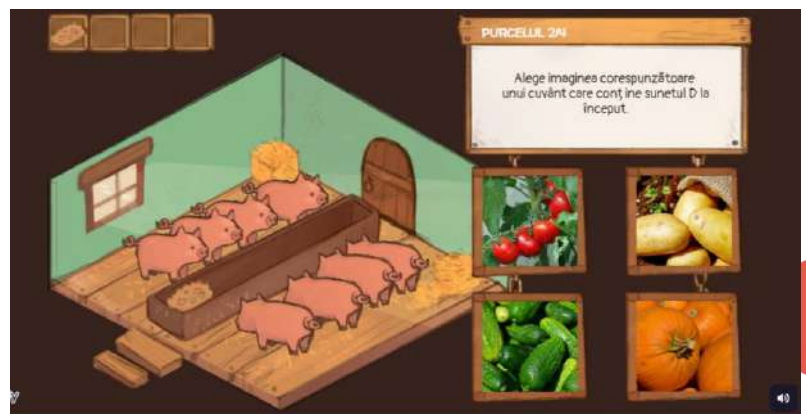 PURCELUL 2/4
Alege imaginea corespunzătoare
unui cuvânt care conține sunetul D la
început.